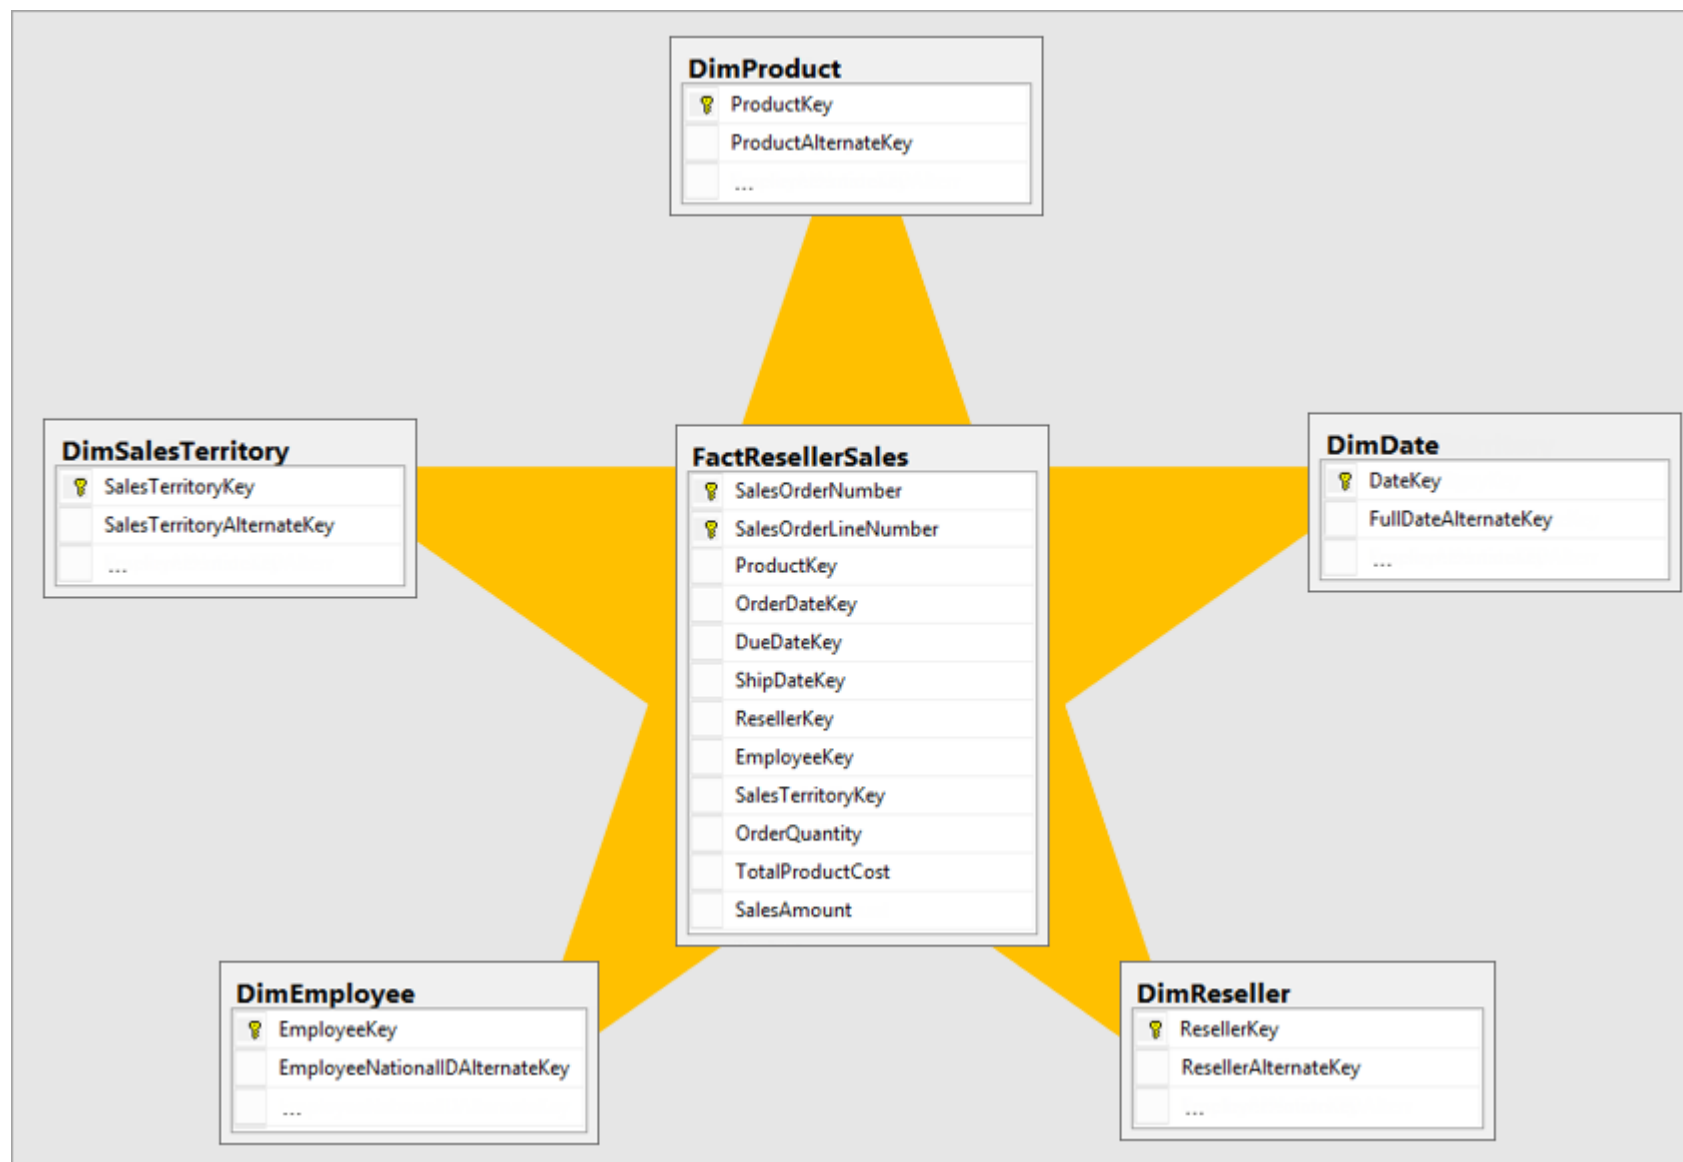 DimProduct
ProductKey
ProductAlternateKey
...
DimSalesTerritory
SalesTerritoryKey
SalesTerritoryAlternateKey
...
FactResellerSales
SalesOrderNumber
SalesOrderLineNumber
ProductKey
OrderDateKey
DueDateKey
ShipDateKey
ResellerKey
EmployeeKey
SalesTerritoryKey
OrderQuantity
TotalProductCost
SalesAmount
DimDate
DateKey
FullDateAlternateKey
...
DimEmployee
EmployeeKey
EmployeeNationalIDAlternateKey
...
DimReseller
ResellerKey
ResellerAlternateKey
...